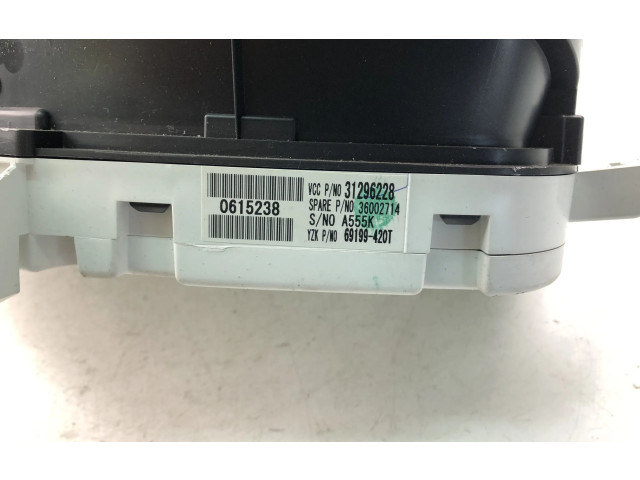 0615238
VCC P/NO 31296228
SPARE P/NO 36002714
S/NO A555K
YZK P/NO 69199-420T